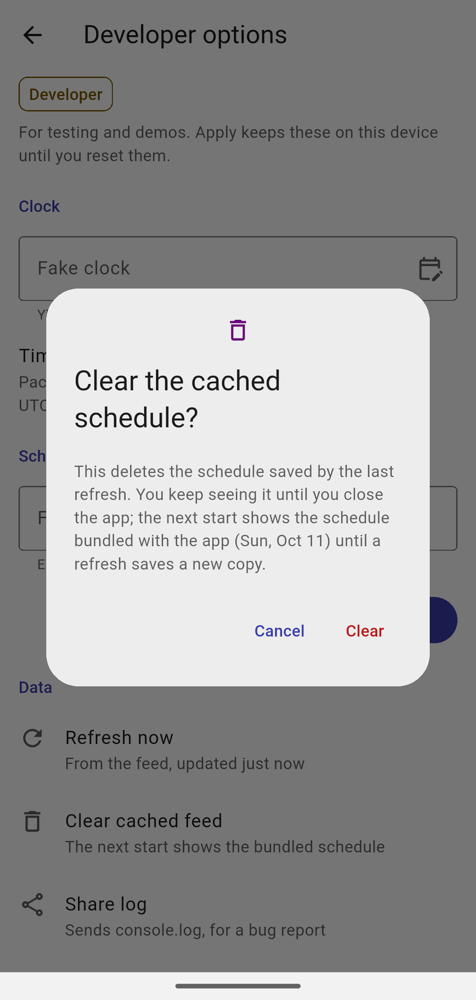 Developer options
Developer
For testing and demos. Apply keeps these on this device
until you reset them.
Clock
Fake clock
Clear the cached
schedule?
This deletes the schedule saved by the last
refresh. You keep seeing it until you close
the app; the next start shows the schedule
bundled with the app (Sun, Oct 11) until a
refresh saves a new copy.
Cancel
Clear
Data
Refresh now
From the feed, updated just now
Clear cached feed
The next start shows the bundled schedule
Share log
Sends console.log, for a bug report